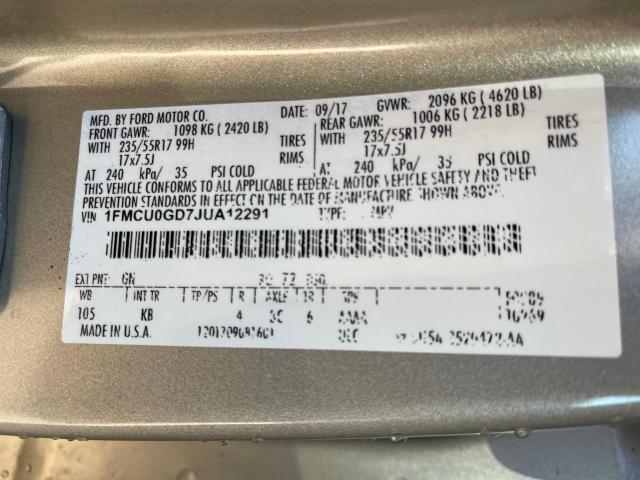 MFD. BY FORD MOTOR CO. DATE: 09/17 GVWR: 2096 KG ( 4620 LB)
FRONT GAWR: 1098 KG ( 2420 LB) REAR GAWR: 1006 KG ( 2218 LB)
WITH 235/55R17 99H TIRES WITH 235/55R17 99H TIRES
17x7.5J RIMS 17x7.5J RIMS
AT 240 kPa/ 35 PSI COLD AT 240 kPa/ 35 PSI COLD
THIS VEHICLE CONFORMS TO ALL APPLICABLE FEDERAL MOTOR VEHICLE SAFETY AND THEFT
PREVENTION STANDARDS IN EFFECT ON THE DATE OF MANUFACTURE SHOWN ABOVE.
VIN 1FMCU0GD7JUA12291 TYPE: MPV
EXT PNT: GN
WB INT TR TP/PS R AXLE TR
105 KB 4 6
MADE IN U.S.A.